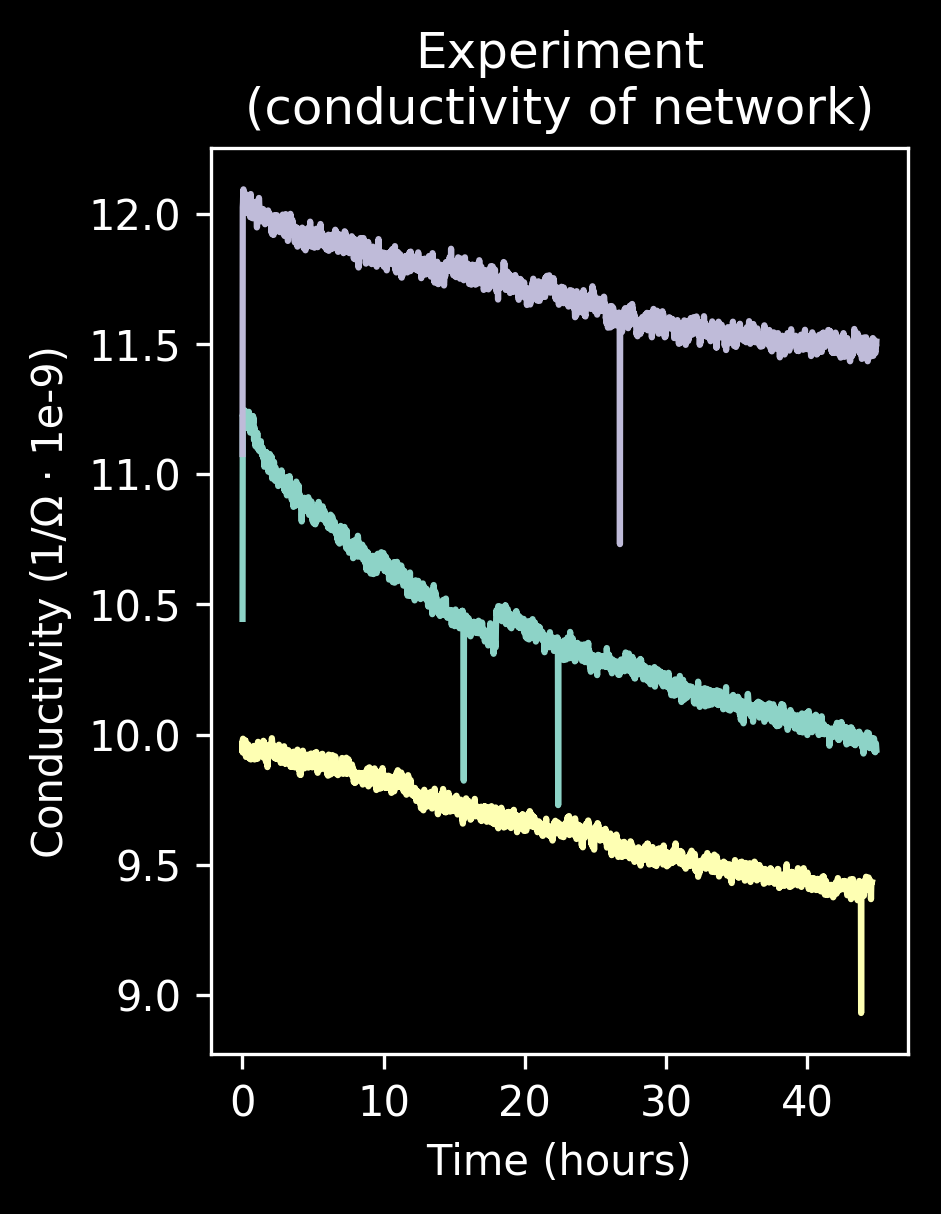 Experiment
(conductivity of network)
12.0
11.5
11.0
10.5
10.0
9.5
9.0
Conductivity (1/Ω · 1e-9)
0 10 20 30 40
Time (hours)